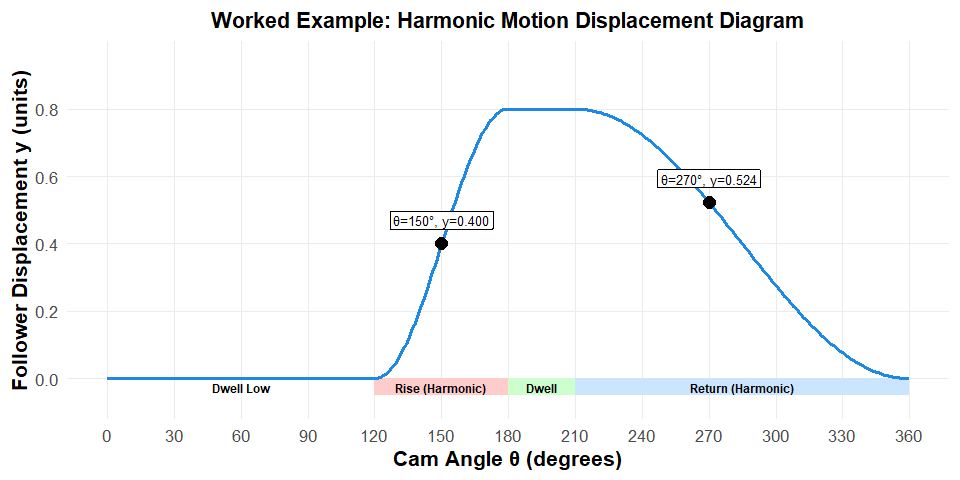 Worked Example: Harmonic Motion Displacement Diagram
Follower Displacement y (units)
0.8
0.6
0.4
0.2
0.0
θ=270°, y=0.524
θ=150°, y=0.400
Dwell Low
Rise (Harmonic)
Dwell
Return (Harmonic)
0 30 60 90 120 150 180 210 240 270 300 330 360
Cam Angle θ (degrees)